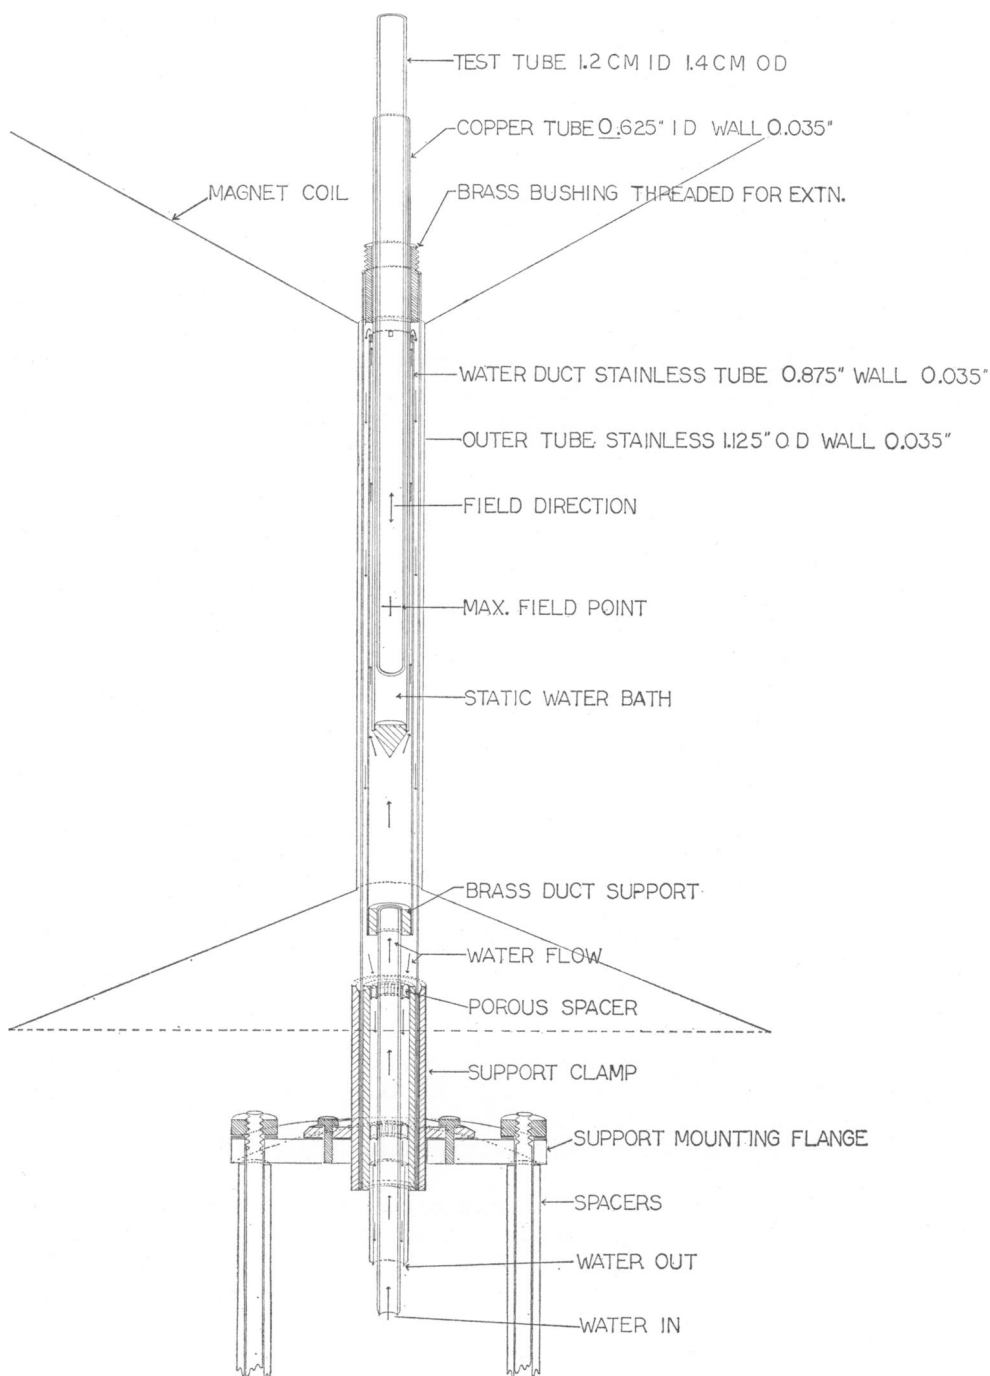 TEST TUBE 1.2 CM ID 1.4 CM OD
COPPER TUBE 0.625" ID WALL 0.035"
MAGNET COIL
BRASS BUSHING THREADED FOR EXTN.
WATER DUCT STAINLESS TUBE 0.875" WALL 0.035"
OUTER TUBE STAINLESS 1.125" OD WALL 0.035"
FIELD DIRECTION
MAX. FIELD POINT
STATIC WATER BATH
BRASS DUCT SUPPORT
WATER FLOW
POROUS SPACER
SUPPORT CLAMP
SUPPORT MOUNTING FLANGE
SPACERS
WATER OUT
WATER IN